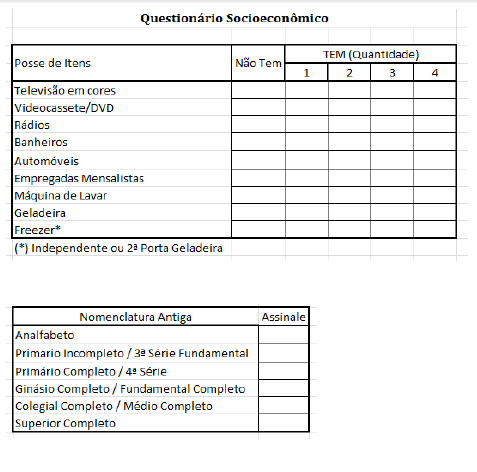 Questionário Socioeconômico
Posse de Itens Não Tem TEM (Quantidade)
1 2 3 4
Televisão em cores
Videocassete/DVD
Rádios
Banheiros
Automóveis
Empregadas Mensalistas
Máquina de Lavar
Geladeira
Freezer*
(*) Independente ou 2ª Porta Geladeira
Nomenclatura Antiga Assinale
Analfabeto
Primario Incompleto / 3ª Série Fundamental
Primário Completo / 4ª Série
Ginásio Completo / Fundamental Completo
Colegial Completo / Médio Completo
Superior Completo